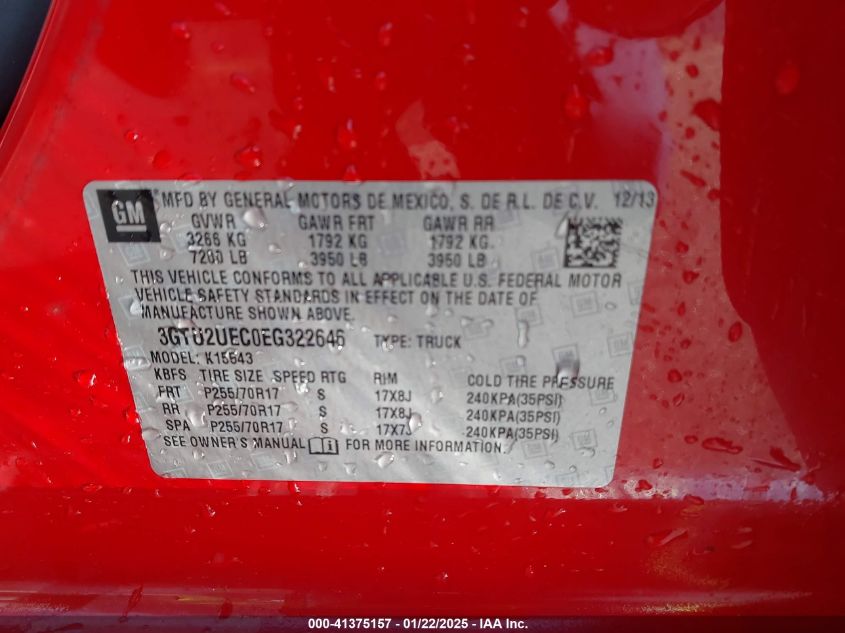 GM MFD BY GENERAL MOTORS DE MEXICO, S. DE R.L. DE C.V. 12/13
GVWR GAWR FRT GAWR RR
3266 KG 1792 KG 1792 KG
7200 LB 3950 LB 3950 LB
THIS VEHICLE CONFORMS TO ALL APPLICABLE U.S. FEDERAL MOTOR
VEHICLE SAFETY STANDARDS IN EFFECT ON THE DATE OF
MANUFACTURE SHOWN ABOVE.
3GTU2UEC0EG322646 TYPE: TRUCK
MODEL: K15543
KBFS TIRE SIZE SPEED RTG RIM COLD TIRE PRESSURE
FRT P255/70R17 S 17X8J 240KPA(35PSI)
RR P255/70R17 S 17X8J 240KPA(35PSI)
SPA P255/70R17 S 17X7J 240KPA(35PSI)
SEE OWNER'S MANUAL FOR MORE INFORMATION.
000-41375157 - 01/22/2025 - IAA Inc.